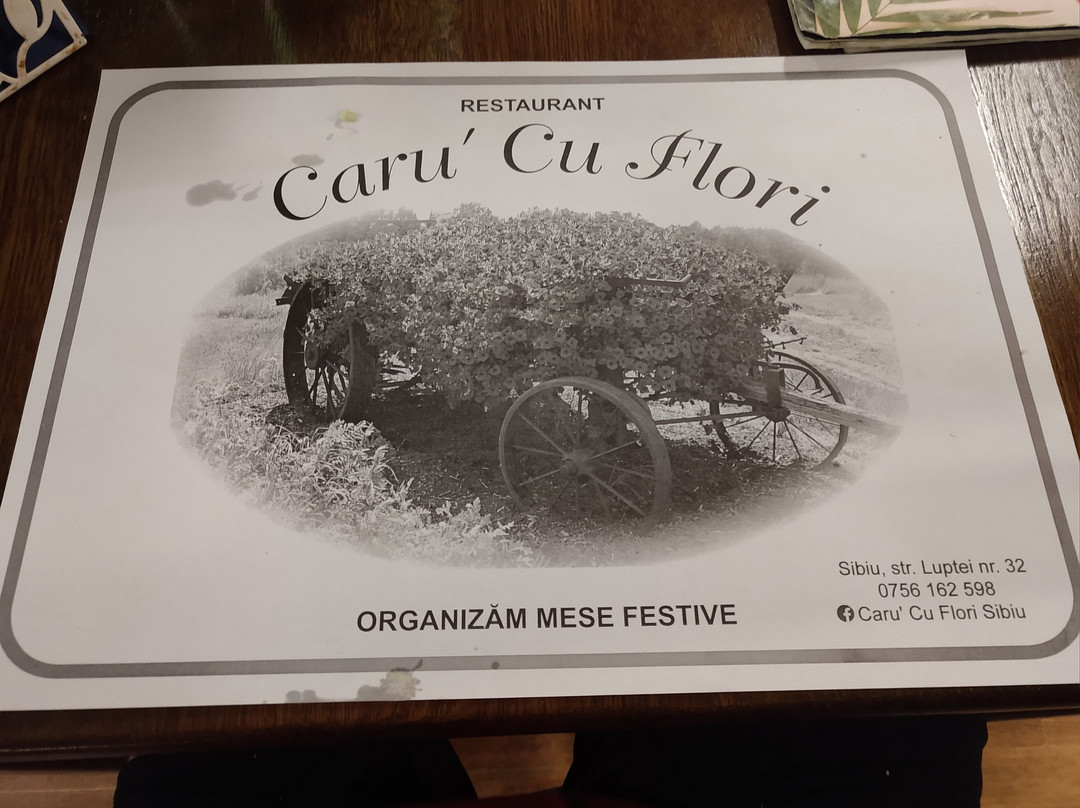 RESTAURANT
Caru' Cu Flori
Sibiu, str. Luptei nr. 32
0756 162 598
Caru' Cu Flori Sibiu
ORGANIZĂM MESE FESTIVE